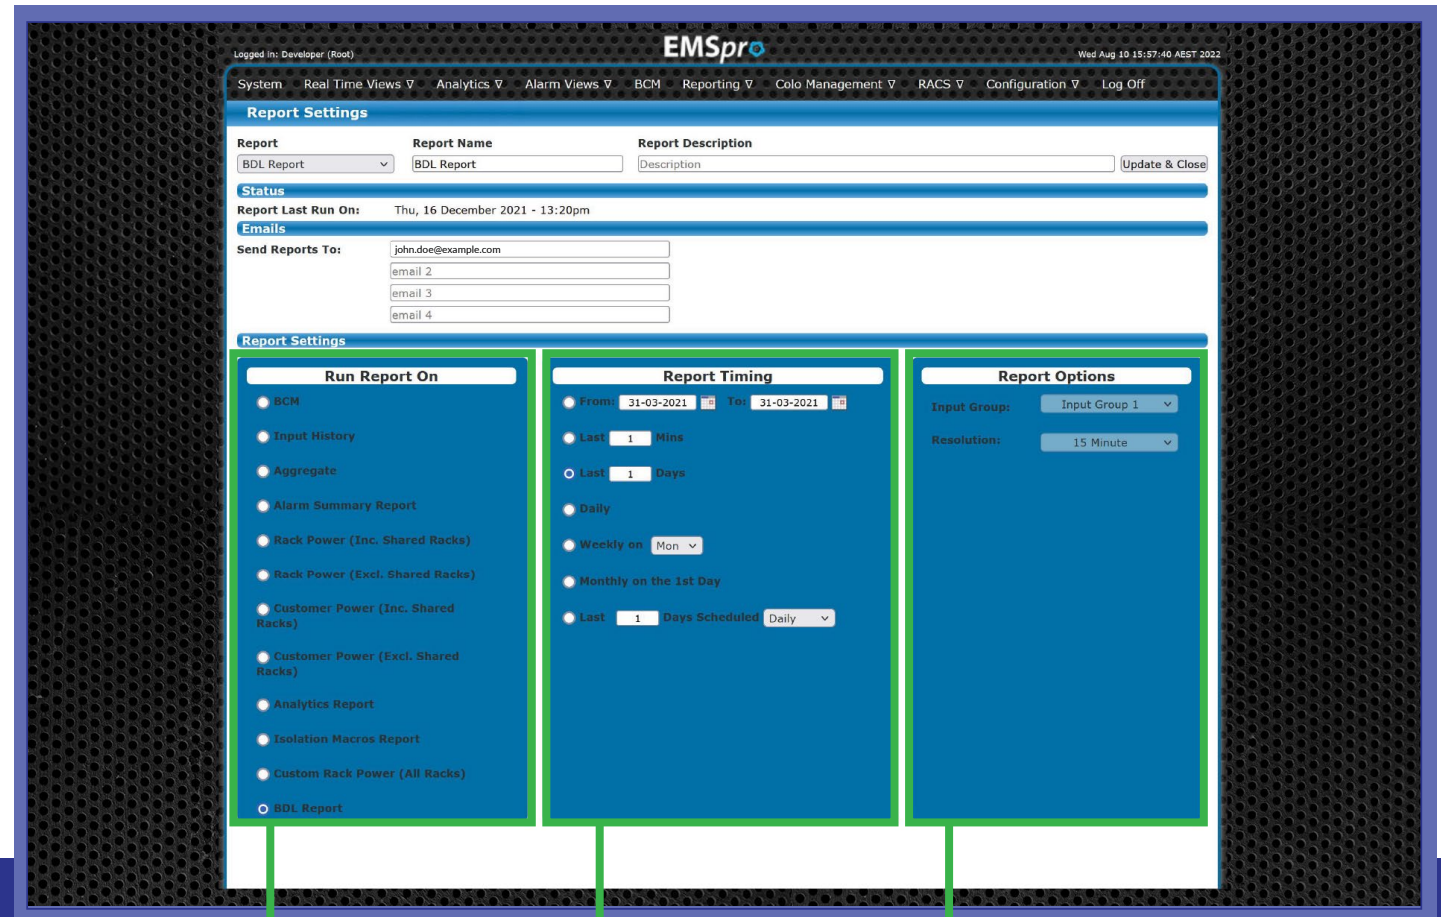 EMSpro
Logged in: Developer (Root)
Wed Aug 10 15:57:40 AEST 2022
System Real Time Views ∇ Analytics ∇ Alarm Views ∇ BCM Reporting ∇ Colo Management ∇ RACS ∇ Configuration ∇ Log Off
Report Settings
Report Report Name Report Description
BDL Report BDL Report Description Update & Close
Status
Report Last Run On: Thu, 16 December 2021 - 13:20pm
Emails
Send Reports To: john.doe@example.com
email 2
email 3
email 4
Report Settings
Run Report On
BCM
Input History
Aggregate
Alarm Summary Report
Rack Power (Inc. Shared Racks)
Rack Power (Excl. Shared Racks)
Customer Power (Inc. Shared
Racks)
Customer Power (Excl. Shared
Racks)
Analytics Report
Isolation Macros Report
Custom Rack Power (All Racks)
BDL Report
Report Timing
From: 31-03-2021 To: 31-03-2021
Last 1 Mins
Last 1 Days
Daily
Weekly on Mon
Monthly on the 1st Day
Last 1 Days Scheduled Daily
Report Options
Input Group: Input Group 1
Resolution: 15 Minute